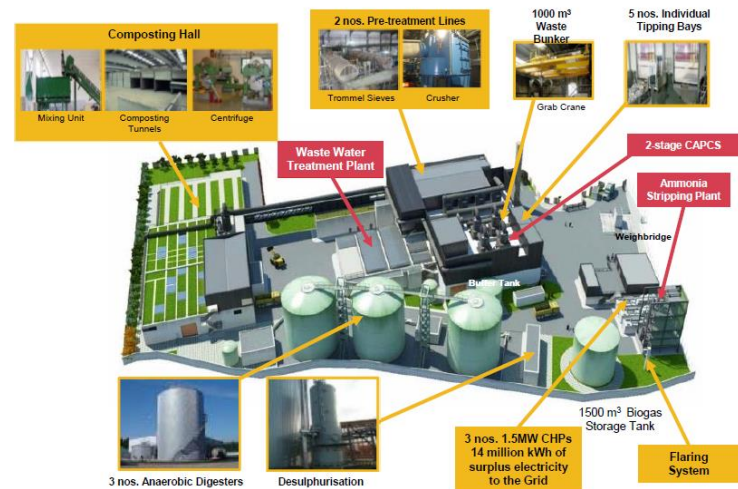 Composting Hall
Mixing Unit
Composting
Tunnels
Centrifuge
2 nos. Pre-treatment Lines
Trommel Sieves
Crusher
1000 m³
Waste
Bunker
Grab Crane
5 nos. Individual
Tipping Bays
Waste Water
Treatment Plant
2-stage CAPCS
Ammonia
Stripping Plant
Weighbridge
Buffer Tank
3 nos. Anaerobic Digesters
Desulphurisation
3 nos. 1.5MW CHPs
14 million kWh of
surplus electricity
to the Grid
1500 m³ Biogas
Storage Tank
Flaring
System